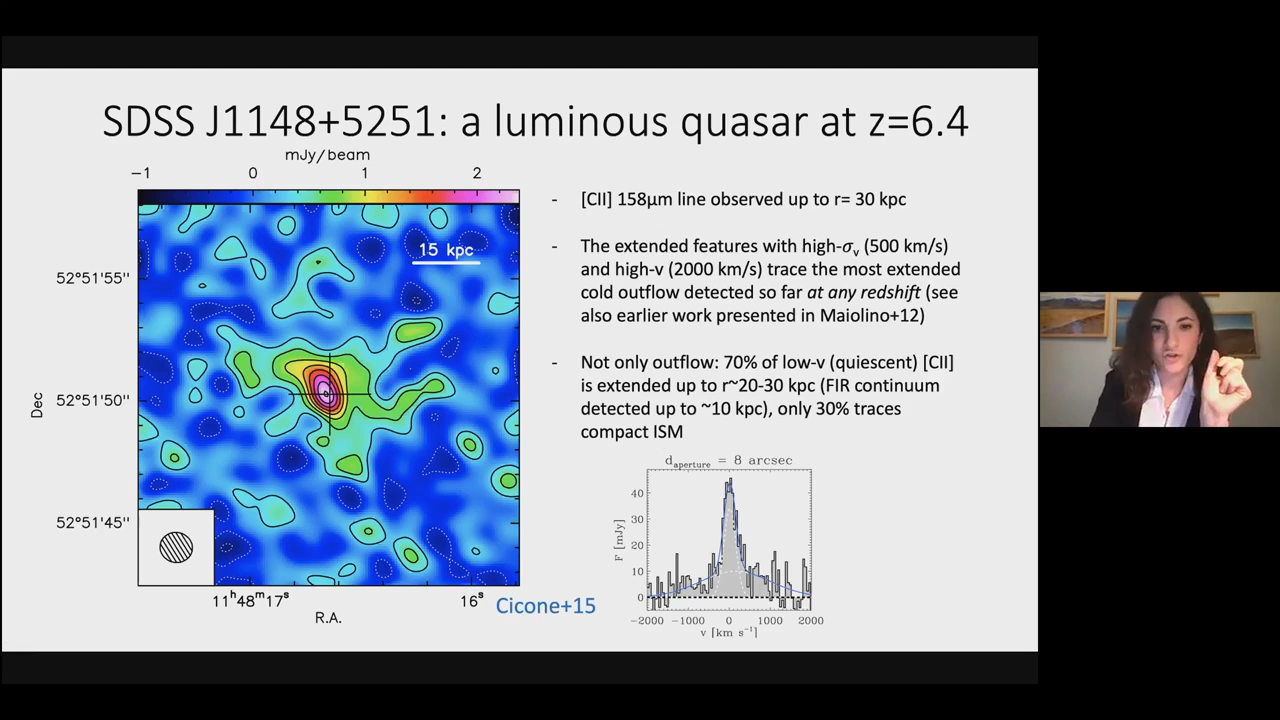 SDSS J1148+5251: a luminous quasar at z=6.4
mJy/beam
−1 0 1 2
15 kpc
52°51'55"
52°51'50"
52°51'45"
Dec
11ʰ48ᵐ17ˢ 16ˢ
R.A.
Cicone+15
- [CII] 158μm line observed up to r= 30 kpc
- The extended features with high-σᵥ (500 km/s)
and high-v (2000 km/s) trace the most extended
cold outflow detected so far at any redshift (see
also earlier work presented in Maiolino+12)
- Not only outflow: 70% of low-v (quiescent) [CII]
is extended up to r~20-30 kpc (FIR continuum
detected up to ~10 kpc), only 30% traces
compact ISM
d_aperture = 8 arcsec
F [mJy]
40
30
20
10
0
−2000 −1000 0 1000 2000
v [km s⁻¹]